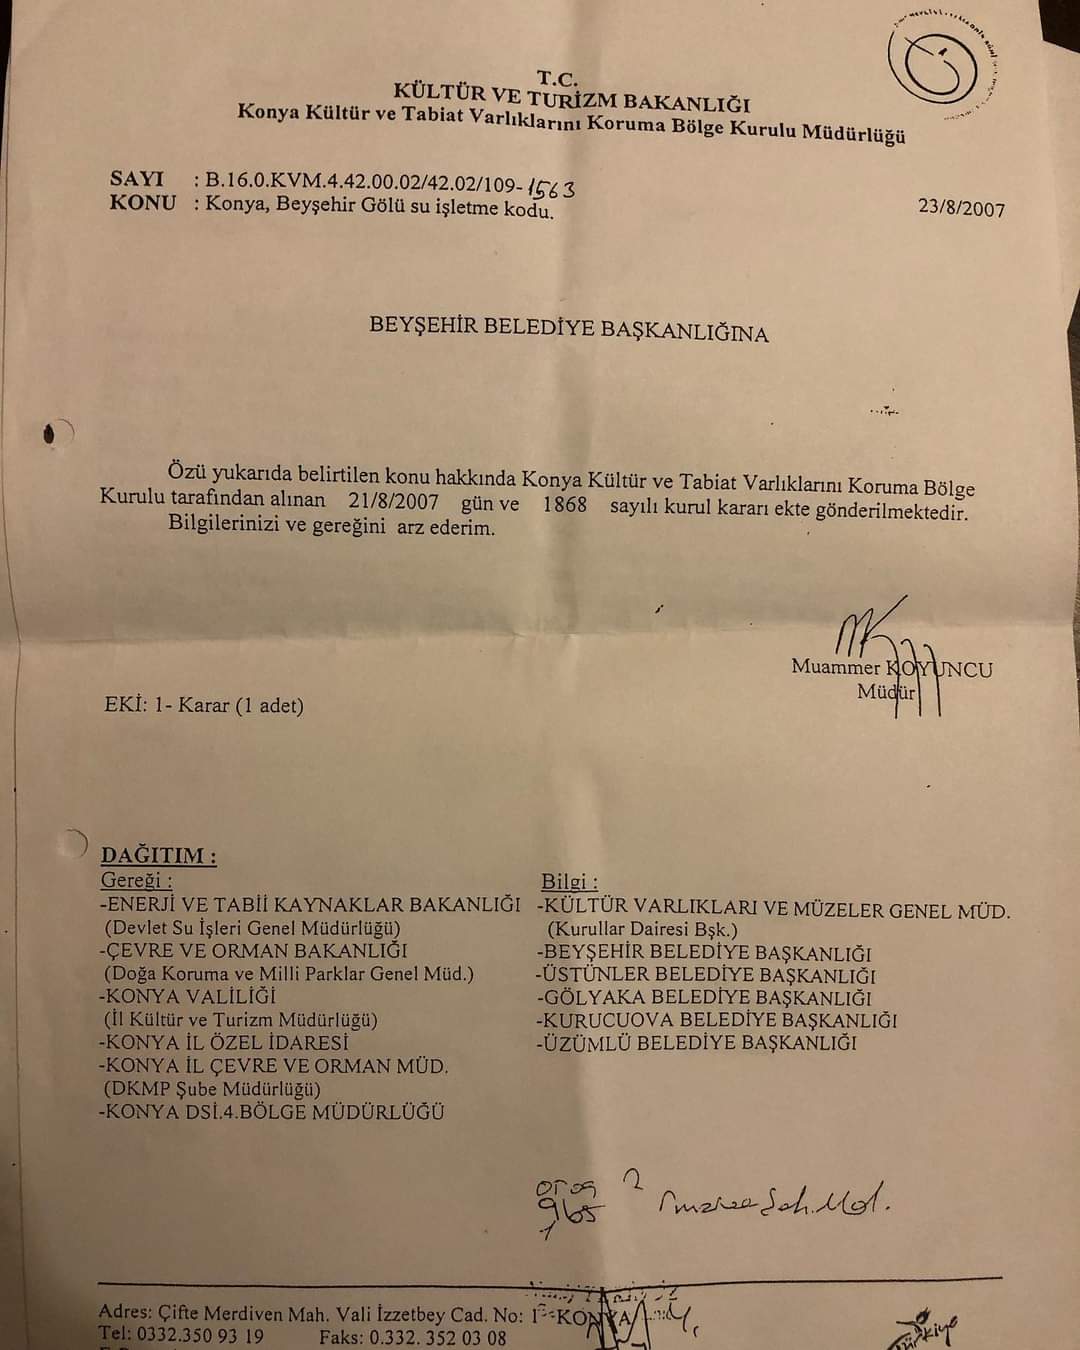 T.C.
KÜLTÜR VE TURİZM BAKANLIĞI
Konya Kültür ve Tabiat Varlıklarını Koruma Bölge Kurulu Müdürlüğü
SAYI : B.16.0.KVM.4.42.00.02/42.02/109-1563
KONU : Konya, Beyşehir Gölü su işletme kodu.
23/8/2007
BEYŞEHİR BELEDİYE BAŞKANLIĞINA
Özü yukarıda belirtilen konu hakkında Konya Kültür ve Tabiat Varlıklarını Koruma Bölge
Kurulu tarafından alınan 21/8/2007 gün ve 1868 sayılı kurul kararı ekte gönderilmektedir.
Bilgilerinizi ve gereğini arz ederim.
Muammer KOYUNCU
Müdür
EKİ: 1- Karar (1 adet)
DAĞITIM :
Gereği :
-ENERJİ VE TABİİ KAYNAKLAR BAKANLIĞI
(Devlet Su İşleri Genel Müdürlüğü)
-ÇEVRE VE ORMAN BAKANLIĞI
(Doğa Koruma ve Milli Parklar Genel Müd.)
-KONYA VALİLİĞİ
(İl Kültür ve Turizm Müdürlüğü)
-KONYA İL ÖZEL İDARESİ
-KONYA İL ÇEVRE VE ORMAN MÜD.
(DKMP Şube Müdürlüğü)
-KONYA DSİ.4.BÖLGE MÜDÜRLÜĞÜ
Bilgi :
-KÜLTÜR VARLIKLARI VE MÜZELER GENEL MÜD.
(Kurullar Dairesi Bşk.)
-BEYŞEHİR BELEDİYE BAŞKANLIĞI
-ÜSTÜNLER BELEDİYE BAŞKANLIĞI
-GÖLYAKA BELEDİYE BAŞKANLIĞI
-KURUCUOVA BELEDİYE BAŞKANLIĞI
-ÜZÜMLÜ BELEDİYE BAŞKANLIĞI
965
Adres: Çifte Merdiven Mah. Vali İzzetbey Cad. No: 1 KONYA
Tel: 0332.350 93 19 Faks: 0.332. 352 03 08